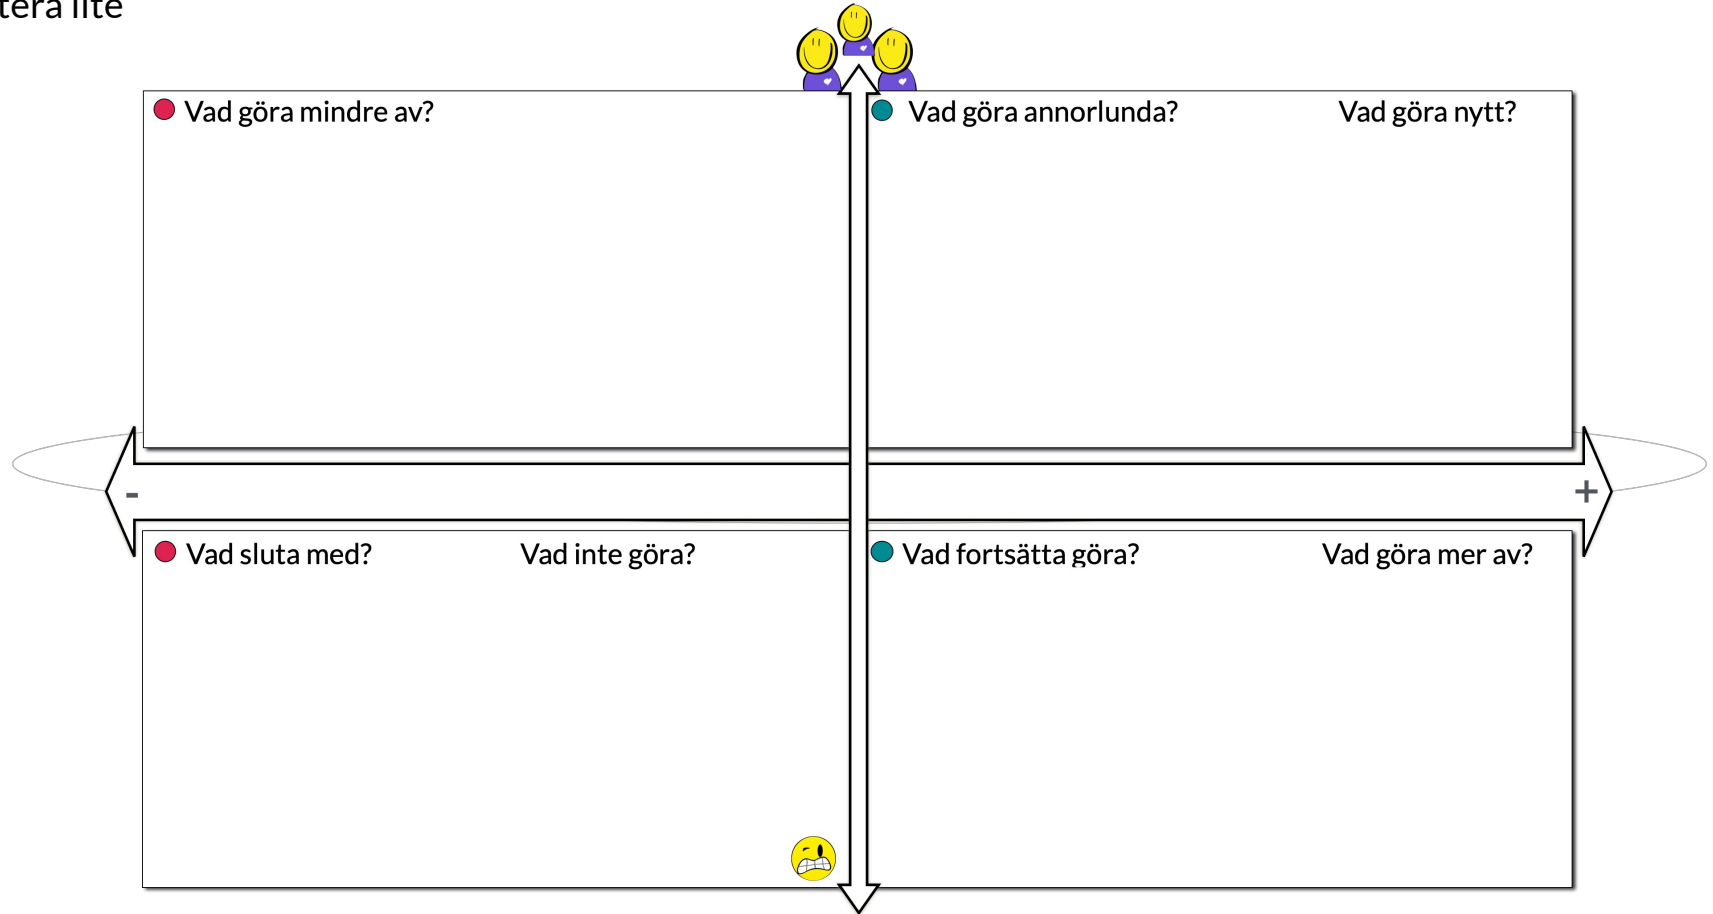 lite
Vad göra mindre av?
Vad göra annorlunda? Vad göra nytt?
- +
Vad sluta med? Vad inte göra?
Vad fortsätta göra? Vad göra mer av?